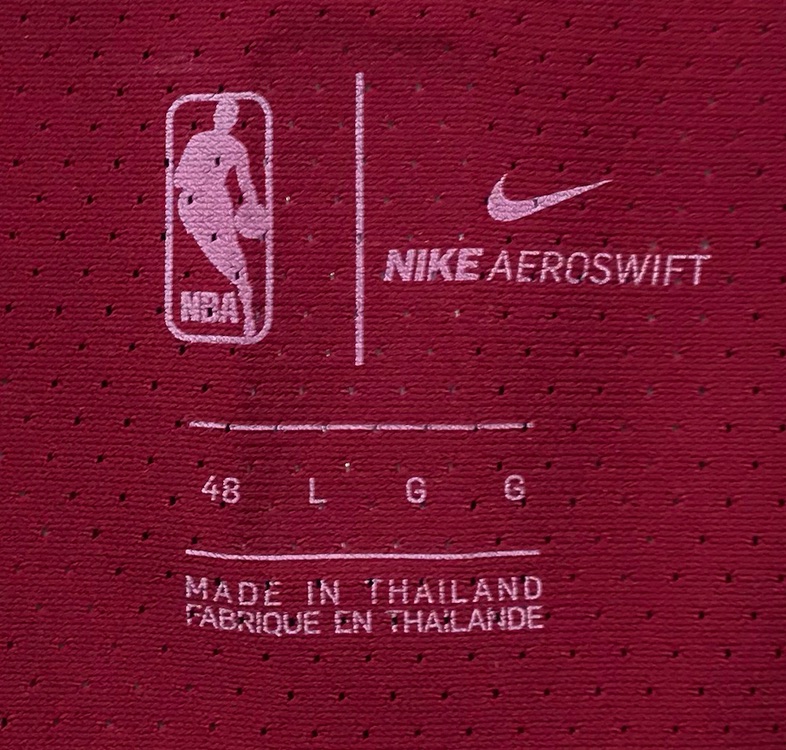 NBA
NIKE AEROSWIFT
48 L G G
MADE IN THAILAND
FABRIQUE EN THAILANDE